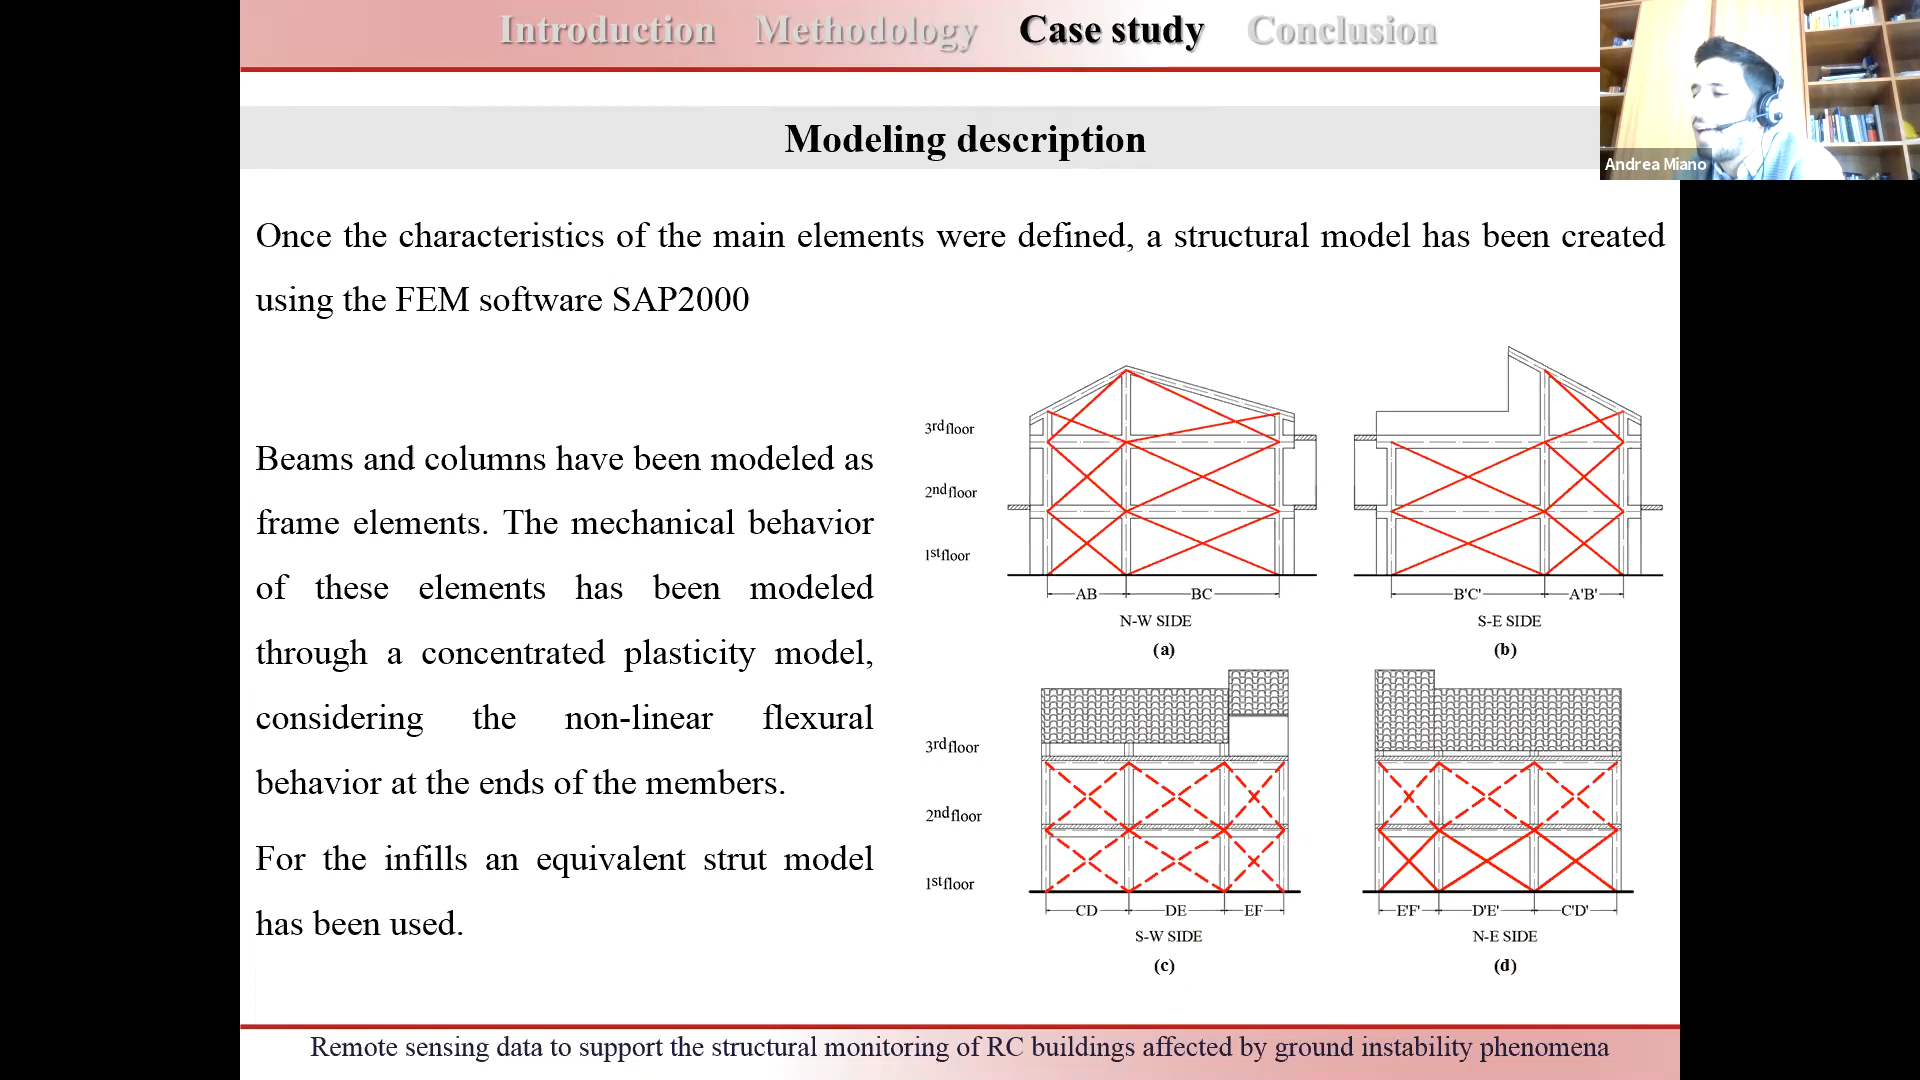 Introduction Methodology Case study Conclusion
Andrea Miano
Modeling description
Once the characteristics of the main elements were defined, a structural model has been created
using the FEM software SAP2000
Beams and columns have been modeled as
frame elements. The mechanical behavior
of these elements has been modeled
through a concentrated plasticity model,
considering the non-linear flexural
behavior at the ends of the members.
For the infills an equivalent strut model
has been used.
3rd floor
2nd floor
1st floor
AB BC
N-W SIDE
(a)
B'C' A'B'
S-E SIDE
(b)
3rd floor
2nd floor
1st floor
CD DE EF
S-W SIDE
(c)
E'F' D'E' C'D'
N-E SIDE
(d)
Remote sensing data to support the structural monitoring of RC buildings affected by ground instability phenomena